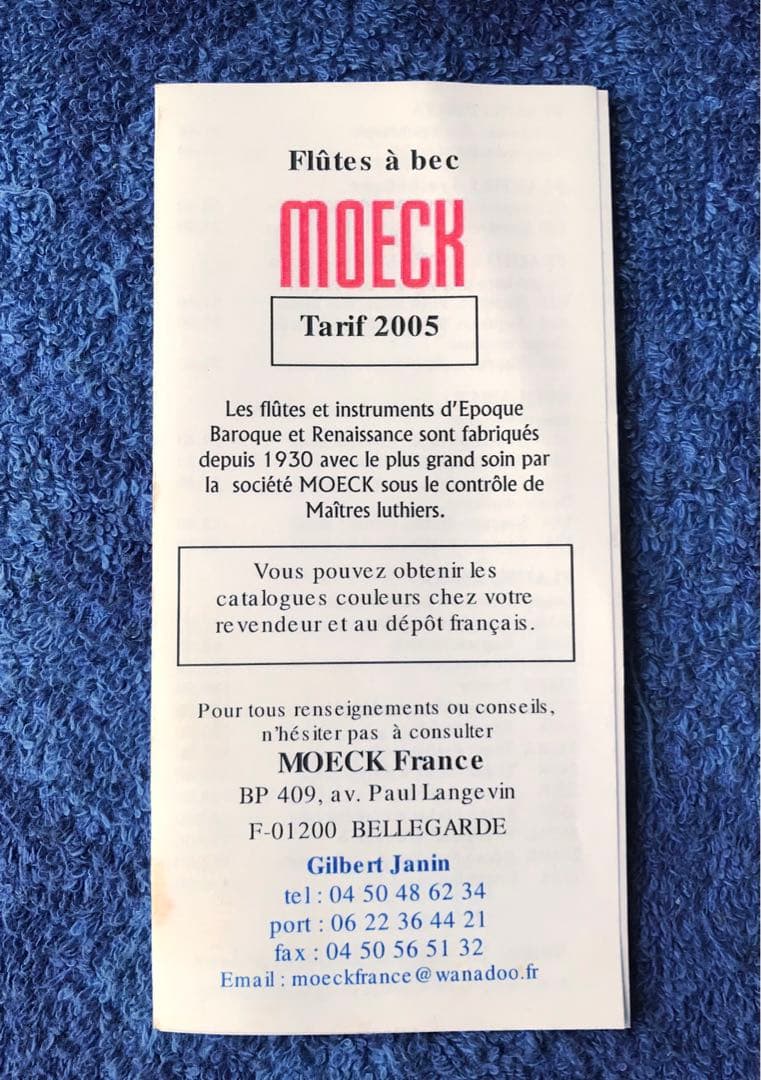 Flûtes à bec
MOECK
Tarif 2005
Les flûtes et instruments d'Epoque
Baroque et Renaissance sont fabriqués
depuis 1930 avec le plus grand soin par
la société MOECK sous le contrôle de
Maîtres luthiers.
Vous pouvez obtenir les
catalogues couleurs chez votre
revendeur et au dépôt français.
Pour tous renseignements ou conseils,
n'hésiter pas à consulter
MOECK France
BP 409, av. Paul Langevin
F-01200 BELLEGARDE
Gilbert Janin
tel : 04 50 48 62 34
port : 06 22 36 44 21
fax : 04 50 56 51 32
Email : moeckfrance@wanadoo.fr